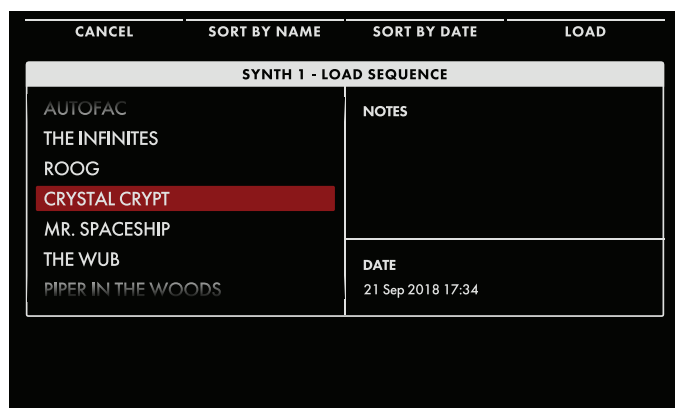 CANCEL SORT BY NAME SORT BY DATE LOAD
SYNTH 1 - LOAD SEQUENCE
AUTOFAC
THE INFINITES
ROOG
CRYSTAL CRYPT
MR. SPACESHIP
THE WUB
PIPER IN THE WOODS
NOTES
DATE
21 Sep 2018 17:34